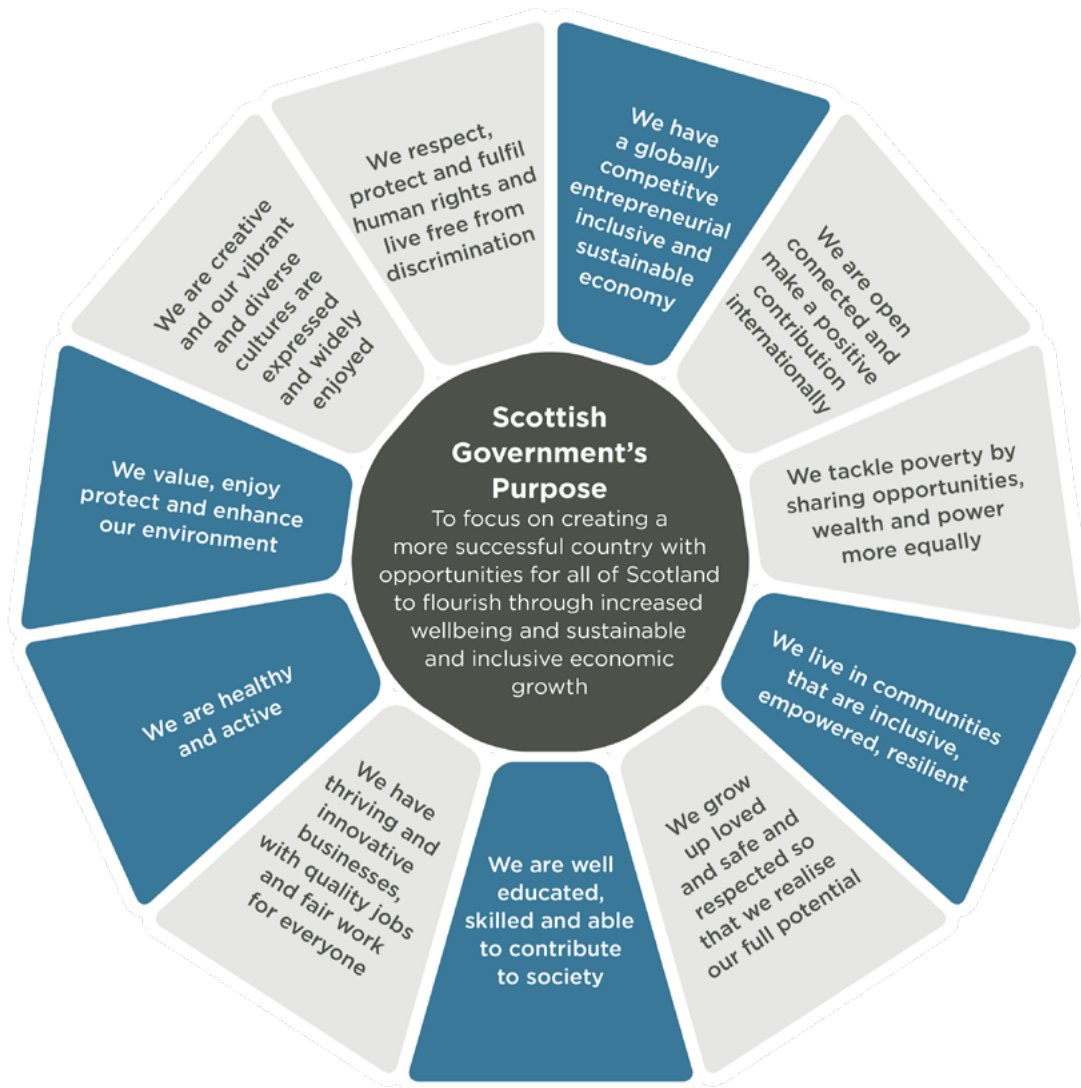 Scottish
Government's
Purpose
To focus on creating a
more successful country with
opportunities for all of Scotland
to flourish through increased
wellbeing and sustainable
and inclusive economic
growth
We have
a globally
competitve
entrepreneurial
inclusive and
sustainable
economy
We are open
connected and
make a positive
contribution
internationally
We tackle poverty by
sharing opportunities,
wealth and power
more equally
We live in communities
that are inclusive,
empowered, resilient
We grow
up loved
and safe and
respected so
that we realise
our full potential
We are well
educated,
skilled and able
to contribute
to society
We have
thriving and
innovative
businesses,
with quality jobs
and fair work
for everyone
We are healthy
and active
We value, enjoy
protect and enhance
our environment
We are creative
and our vibrant
and diverse
cultures are
expressed
and widely
enjoyed
We respect,
protect and fulfil
human rights and
live free from
discrimination